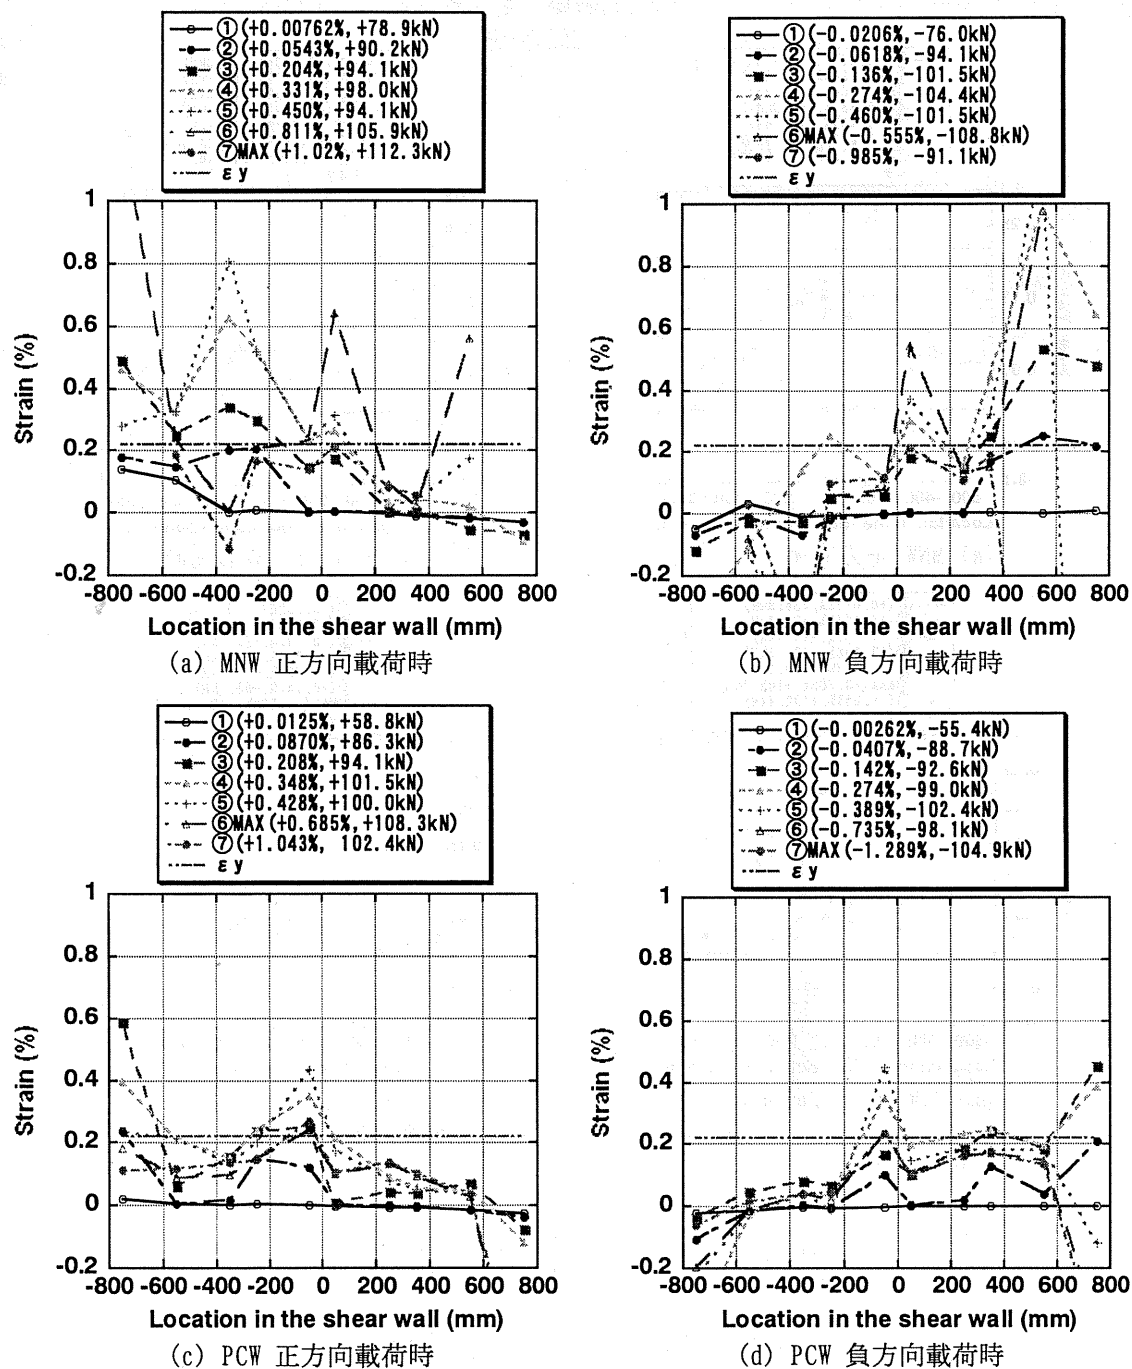 ①(+0.00762%,+78.9kN)
②(+0.0543%,+90.2kN)
③(+0.204%,+94.1kN)
④(+0.331%,+98.0kN)
⑤(+0.450%,+94.1kN)
⑥(+0.811%,+105.9kN)
⑦MAX(+1.02%,+112.3kN)
εy
1
0.8
0.6
0.4
0.2
0
-0.2
Strain (%)
-800 -600 -400 -200 0 200 400 600 800
Location in the shear wall (mm)
(a) MNW 正方向載荷時
①(-0.0206%,-76.0kN)
②(-0.0618%,-94.1kN)
③(-0.136%,-101.5kN)
④(-0.274%,-104.4kN)
⑤(-0.460%,-101.5kN)
⑥MAX(-0.555%,-108.8kN)
⑦(-0.985%, -91.1kN)
εy
1
0.8
0.6
0.4
0.2
0
-0.2
Strain (%)
-800 -600 -400 -200 0 200 400 600 800
Location in the shear wall (mm)
(b) MNW 負方向載荷時
①(+0.0125%,+58.8kN)
②(+0.0870%,+86.3kN)
③(+0.208%,+94.1kN)
④(+0.348%,+101.5kN)
⑤(+0.428%,+100.0kN)
⑥MAX(+0.685%,+108.3kN)
⑦(+1.043%, 102.4kN)
εy
1
0.8
0.6
0.4
0.2
0
-0.2
Strain (%)
-800 -600 -400 -200 0 200 400 600 800
Location in the shear wall (mm)
(c) PCW 正方向載荷時
①(-0.00262%,-55.4kN)
②(-0.0407%,-88.7kN)
③(-0.142%,-92.6kN)
④(-0.274%,-99.0kN)
⑤(-0.389%,-102.4kN)
⑥(-0.735%,-98.1kN)
⑦MAX(-1.289%,-104.9kN)
εy
1
0.8
0.6
0.4
0.2
0
-0.2
Strain (%)
-800 -600 -400 -200 0 200 400 600 800
Location in the shear wall (mm)
(d) PCW 負方向載荷時